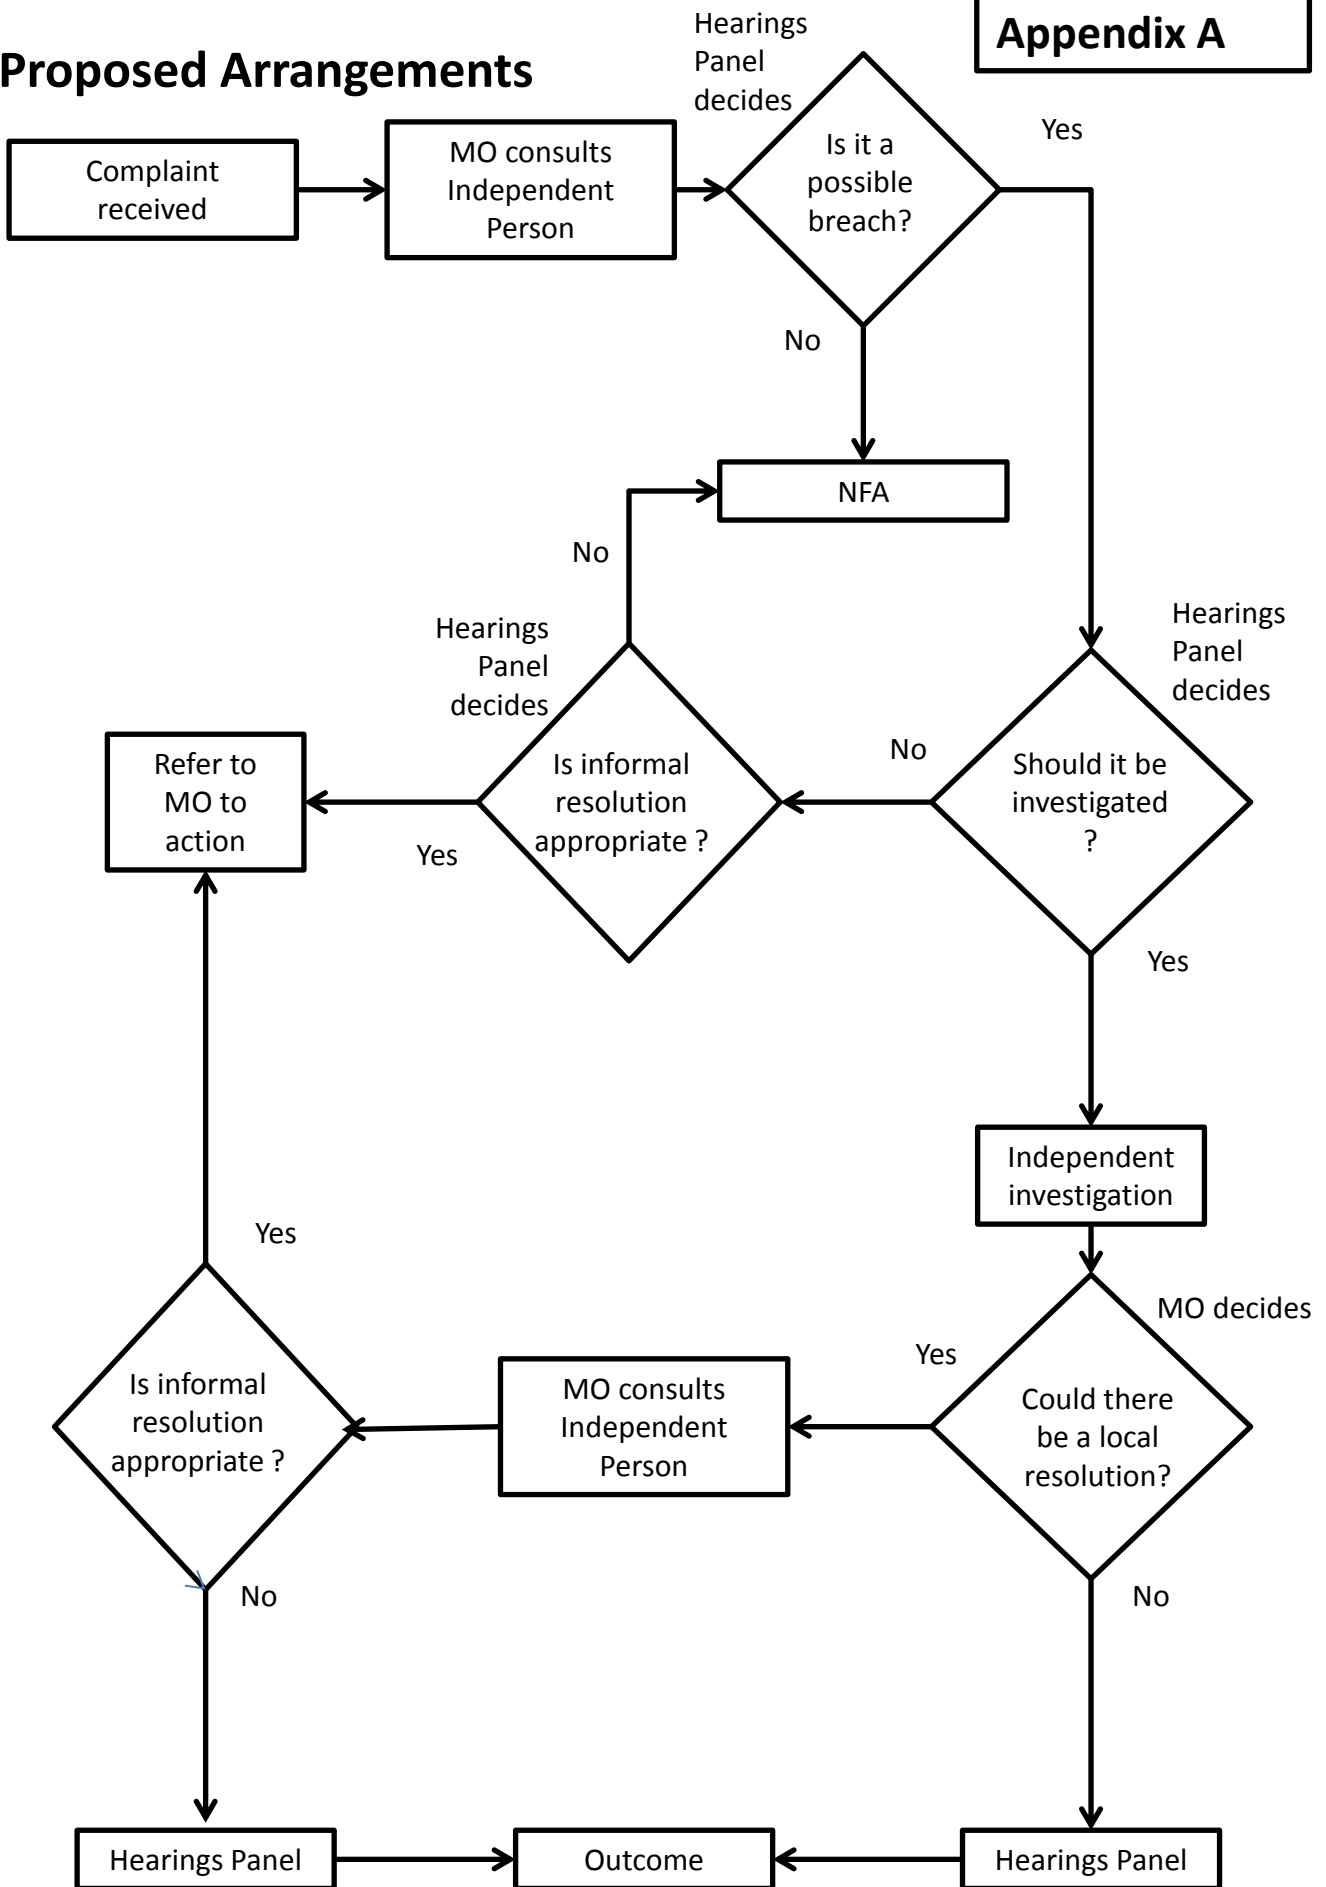 Appendix A
Proposed Arrangements
Hearings
Panel
decides
Complaint
received
MO consults
Independent
Person
Is it a
possible
breach?
Yes
No
NFA
No
Hearings
Panel
decides
Hearings
Panel
decides
Refer to
MO to
action
Yes
Is informal
resolution
appropriate ?
No
Should it be
investigated
?
Yes
Independent
investigation
MO decides
Could there
be a local
resolution?
Yes
MO consults
Independent
Person
Yes
Is informal
resolution
appropriate ?
No
No
Hearings Panel
Outcome
Hearings Panel